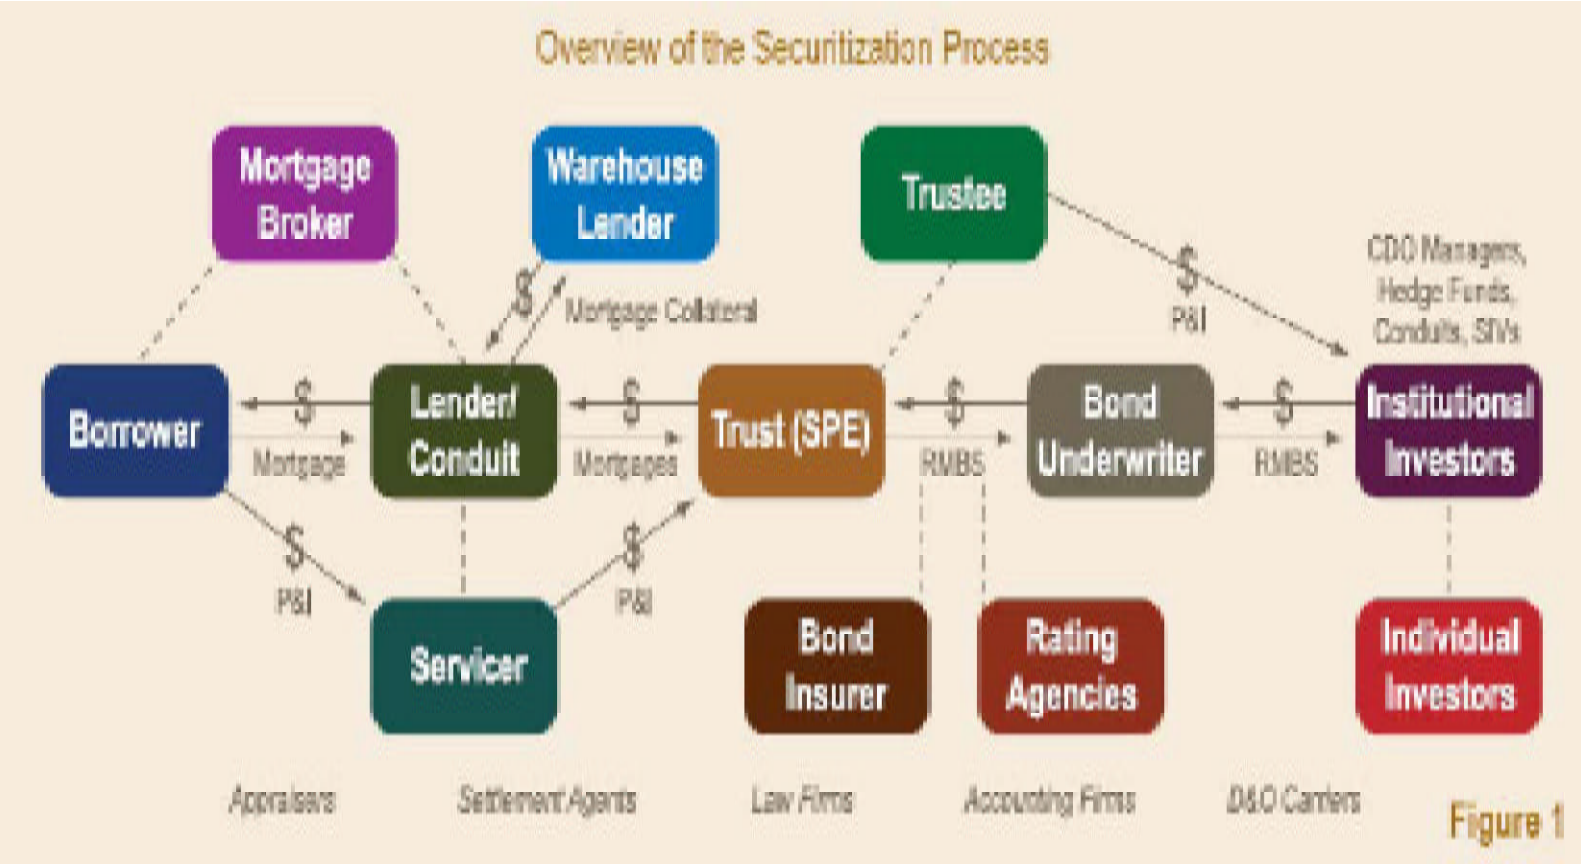 Overview of the Securitization Process
Mortgage
Broker
Warehouse
Lender
Trustee
$
Mortgage Collateral
$
P&I
CDO Managers,
Hedge Funds,
Conduits, SIVs
Borrower
$
Mortgage
Lender/
Conduit
$
Mortgages
Trust (SPE)
$
RMBS
Bond
Underwriter
$
RMBS
Institutional
Investors
$
P&I
$
P&I
Servicer
Bond
Insurer
Rating
Agencies
Individual
Investors
Appraisers
Settlement Agents
Law Firms
Accounting Firms
D&O Carriers
Figure 1